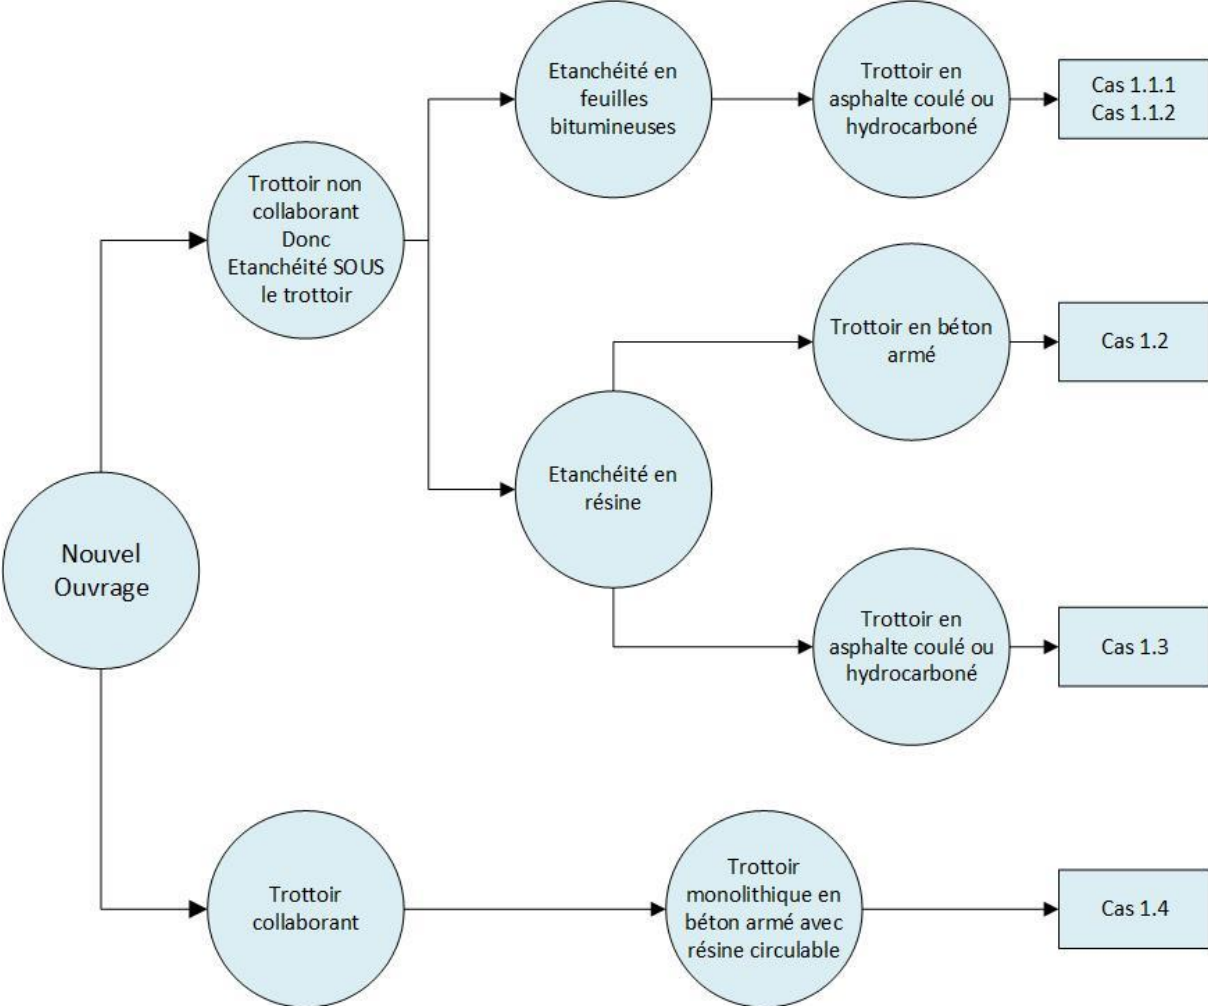 Nouvel
Ouvrage
Trottoir non
collaborant
Donc
Etanchéité SOUS
le trottoir
Etanchéité en
feuilles
bitumineuses
Trottoir en
asphalte coulé ou
hydrocarboné
Cas 1.1.1
Cas 1.1.2
Etanchéité en
résine
Trottoir en béton
armé
Cas 1.2
Trottoir en
asphalte coulé ou
hydrocarboné
Cas 1.3
Trottoir
collaborant
Trottoir
monolithique en
béton armé avec
résine circulable
Cas 1.4